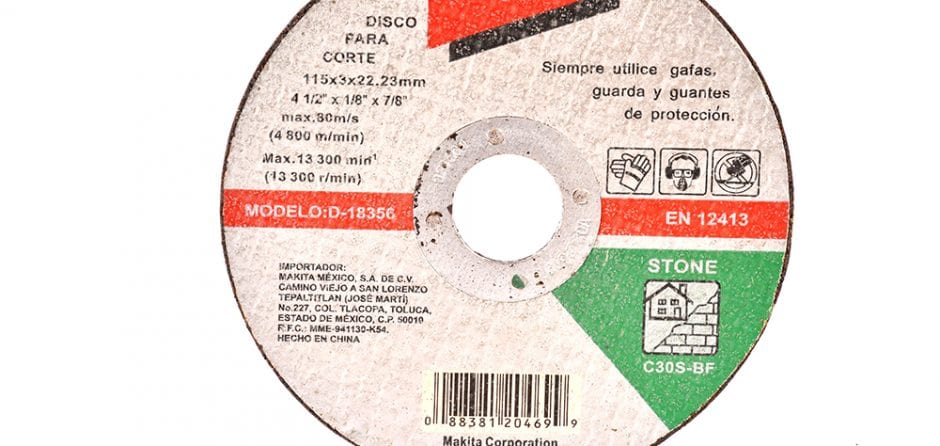 DISCO
PARA
CORTE
115x3x22.23mm
4 1/2" x 1/8" x 7/8"
max.80m/s
(4 800 m/min)
Max.13 300 min¹
(13 300 r/min)
Siempre utilice gafas,
guarda y guantes
de protección.
MODELO:D-18356
EN 12413
IMPORTADOR:
MAKITA MÉXICO, S.A. DE C.V.
CAMINO VIEJO A SAN LORENZO
TEPALTITLAN (JOSÉ MARTÍ)
No.227, COL. TLACOPA, TOLUCA,
ESTADO DE MÉXICO, C.P. 50010
R.F.C.: MME-941130-K54.
HECHO EN CHINA
STONE
C30S-BF
0 88381 20469 9
Makita Corporation